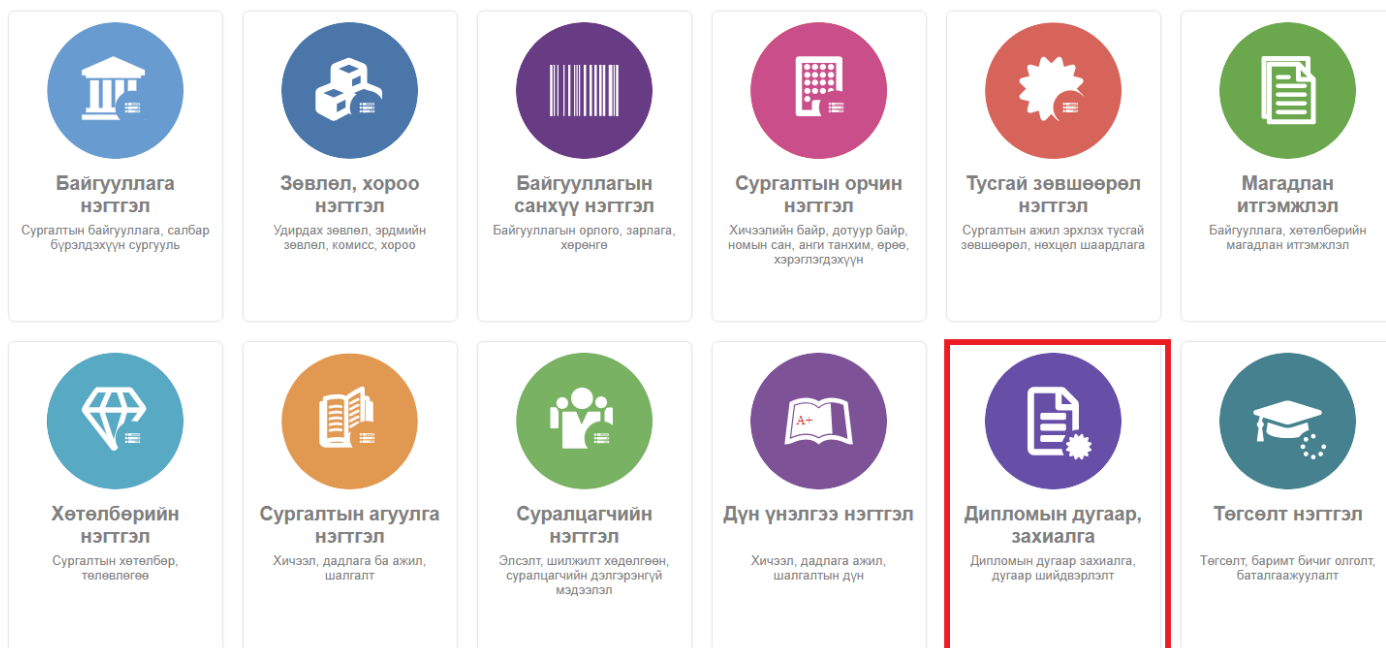 Байгууллага
нэгтгэл
Сургалтын байгууллага, салбар
бүрэлдэхүүн сургууль
Зөвлөл, хороо
нэгтгэл
Удирдах зөвлөл, эрдмийн
зөвлөл, комисс, хороо
Байгууллагын
санхүү нэгтгэл
Байгууллагын орлого, зарлага,
хөрөнгө
Сургалтын орчин
нэгтгэл
Хичээлийн байр, дотуур байр,
номын сан, анги танхим, өрөө,
хэрэглэгдэхүүн
Тусгай зөвшөөрөл
нэгтгэл
Сургалтын ажил эрхлэх тусгай
зөвшөөрөл, нөхцөл шаардлага
Магадлан
итгэмжлэл
Байгууллага, хөтөлбөрийн
магадлан итгэмжлэл
Хөтөлбөрийн
нэгтгэл
Сургалтын хөтөлбөр,
төлөвлөгөө
Сургалтын агуулга
нэгтгэл
Хичээл, дадлага ба ажил,
шалгалт
Суралцагчийн
нэгтгэл
Элсэлт, шилжилт хөдөлгөөн,
суралцагчийн дэлгэрэнгүй
мэдээлэл
A+
Дүн үнэлгээ нэгтгэл
Хичээл, дадлага ажил,
шалгалтын дүн
Дипломын дугаар,
захиалга
Дипломын дугаар захиалга,
дугаар шийдвэрлэлт
Төгсөлт нэгтгэл
Төгсөлт, баримт бичиг олголт,
баталгаажуулалт